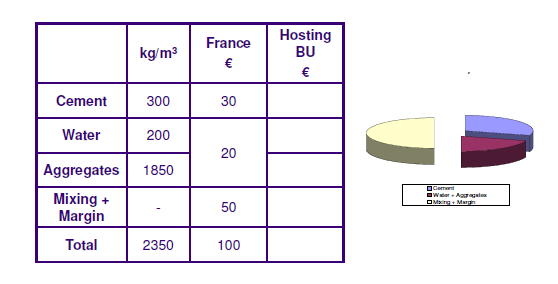 kg/m³
France
€
Hosting
BU
€
Cement 300 30
Water 200
20
Aggregates 1850
Mixing +
Margin
- 50
Total 2350 100
Cement
Water + Aggregates
Mixing + Margin